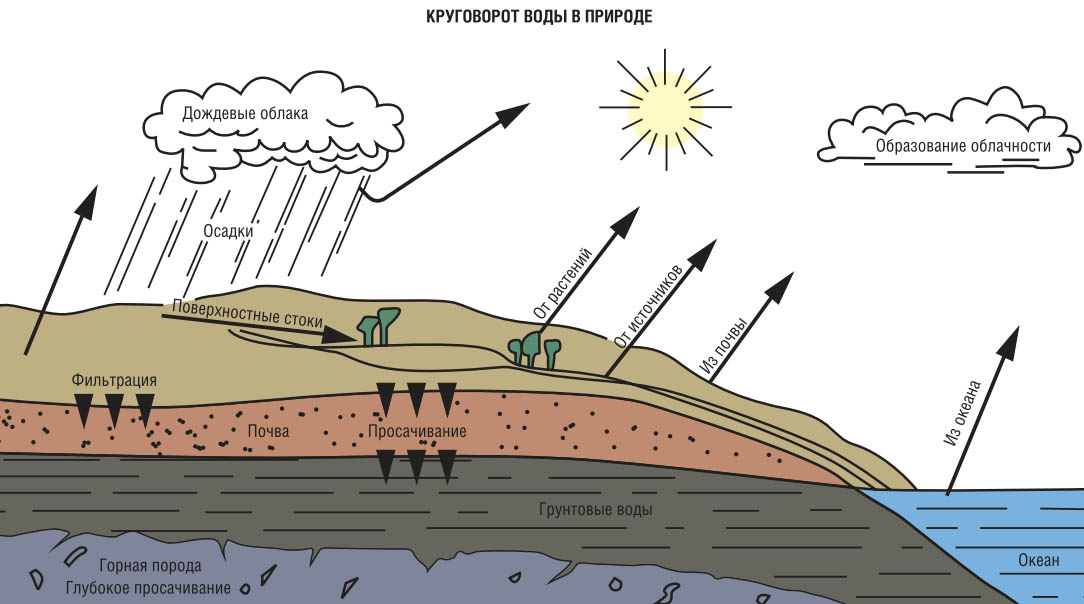 КРУГОВОРОТ ВОДЫ В ПРИРОДЕ
Дождевые облака
Образование облачности
Осадки
От растений
От источников
Из почвы
Из океана
Поверхностные стоки
Фильтрация
Почва
Просачивание
Грунтовые воды
Океан
Горная порода
Глубокое просачивание